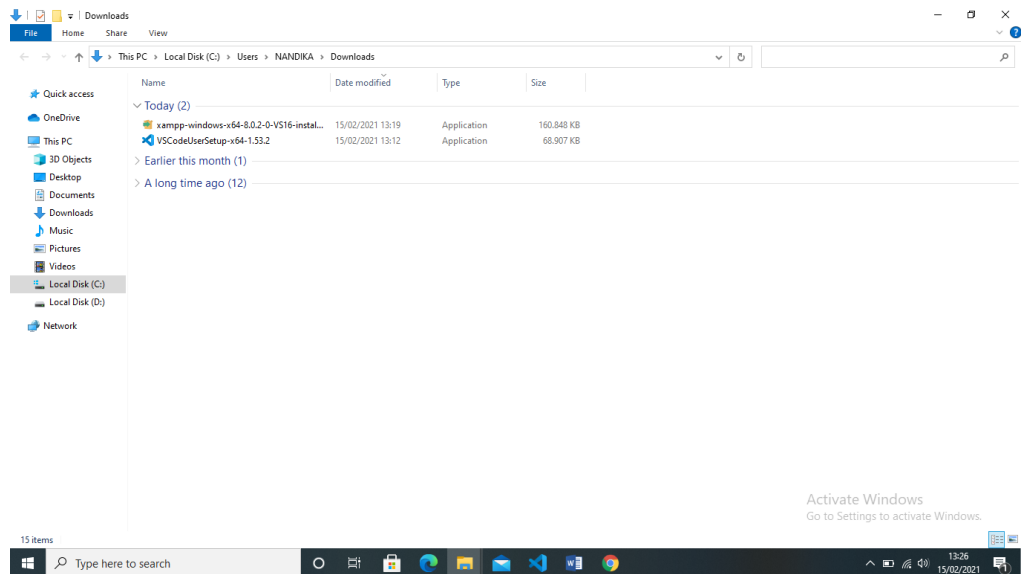 Downloads
File Home Share View
This PC Local Disk (C:) Users NANDIKA Downloads
Name Date modified Type Size
Quick access
OneDrive
This PC
3D Objects
Desktop
Documents
Downloads
Music
Pictures
Videos
Local Disk (C:)
Local Disk (D:)
Network
Today (2)
xampp-windows-x64-8.0.2-0-VS16-instal... 15/02/2021 13:19 Application 160.848 KB
VSCodeUserSetup-x64-1.53.2 15/02/2021 13:12 Application 68.907 KB
Earlier this month (1)
A long time ago (12)
Activate Windows
Go to Settings to activate Windows.
15 items
Type here to search
13:26
15/02/2021
1